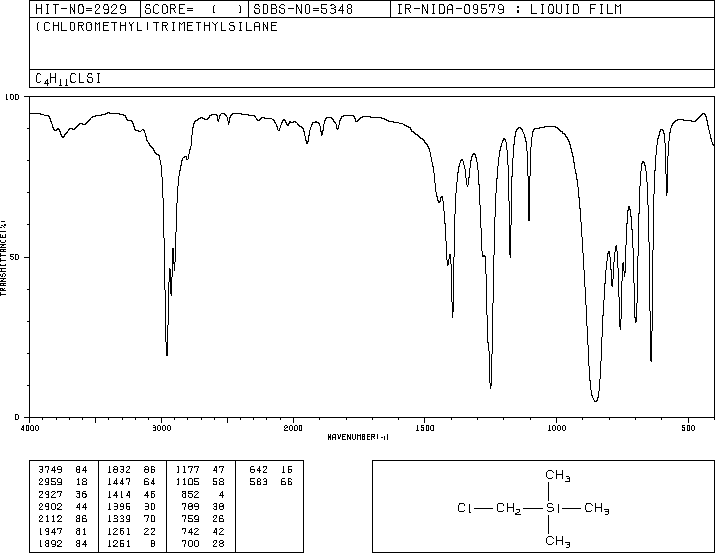 HIT-NO=2929 SCORE= ( ) SDBS-NO=5348 IR-NIDA-09579 : LIQUID FILM
(CHLOROMETHYL)TRIMETHYLSILANE
C4H11CLSI
100
50
0
TRANSMITTANCE(%)
4000 3000 2000 1500 1000 500
WAVENUMBER(-1)
3749 84 1832 86 1177 47 642 16
2959 18 1447 64 1105 58 583 66
2927 36 1414 46 852 4
2902 44 1396 30 789 38
2112 86 1339 70 759 26
1947 81 1261 22 742 42
1892 84 1251 8 700 28
CH3
Cl CH2 Si CH3
CH3